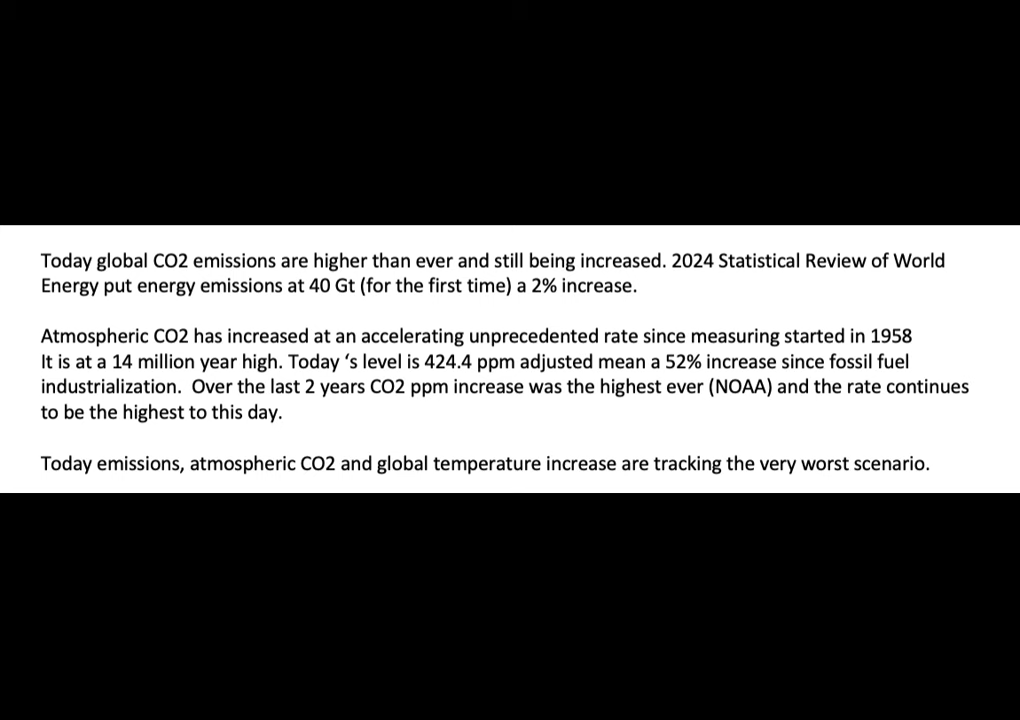 Today global CO2 emissions are higher than ever and still being increased. 2024 Statistical Review of World
Energy put energy emissions at 40 Gt (for the first time) a 2% increase.
Atmospheric CO2 has increased at an accelerating unprecedented rate since measuring started in 1958
It is at a 14 million year high. Today ‘s level is 424.4 ppm adjusted mean a 52% increase since fossil fuel
industrialization.  Over the last 2 years CO2 ppm increase was the highest ever (NOAA) and the rate continues
to be the highest to this day.
Today emissions, atmospheric CO2 and global temperature increase are tracking the very worst scenario.